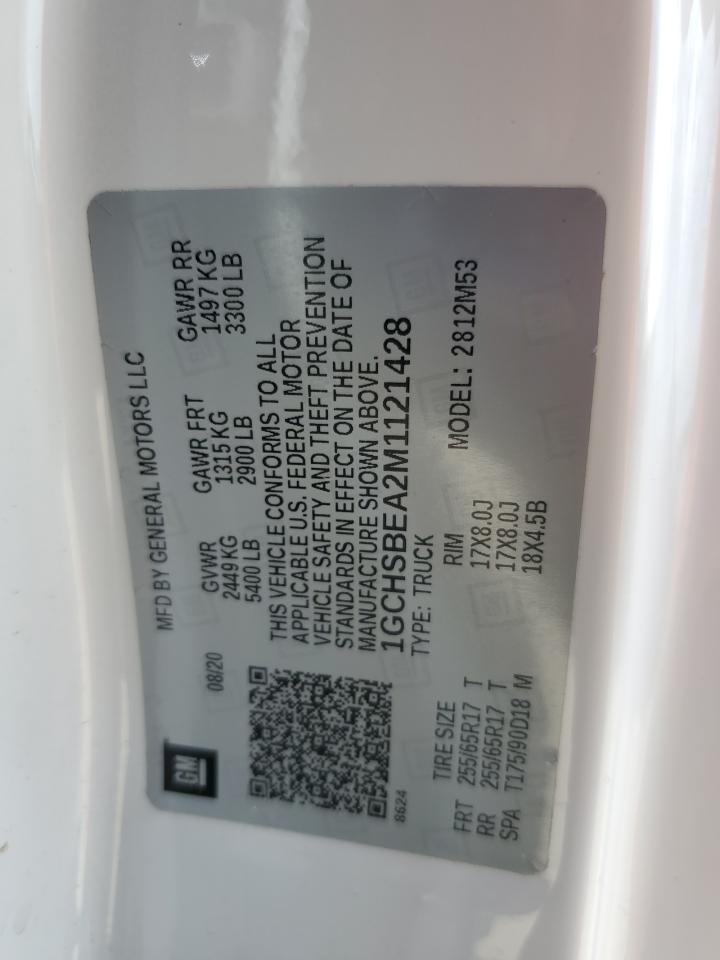 GM
08/20
MFD BY GENERAL MOTORS LLC
GVWR GAWR FRT GAWR RR
2449 KG 1315 KG 1497 KG
5400 LB 2900 LB 3300 LB
THIS VEHICLE CONFORMS TO ALL
APPLICABLE U.S. FEDERAL MOTOR
VEHICLE SAFETY AND THEFT PREVENTION
STANDARDS IN EFFECT ON THE DATE OF
MANUFACTURE SHOWN ABOVE.
1GCHSBEA2M1121428
8624
TYPE: TRUCK
MODEL: 2812M53
TIRE SIZE RIM
FRT 255/65R17 T 17X8.0J
RR 255/65R17 T 17X8.0J
SPA T175/90D18 M 18X4.5B